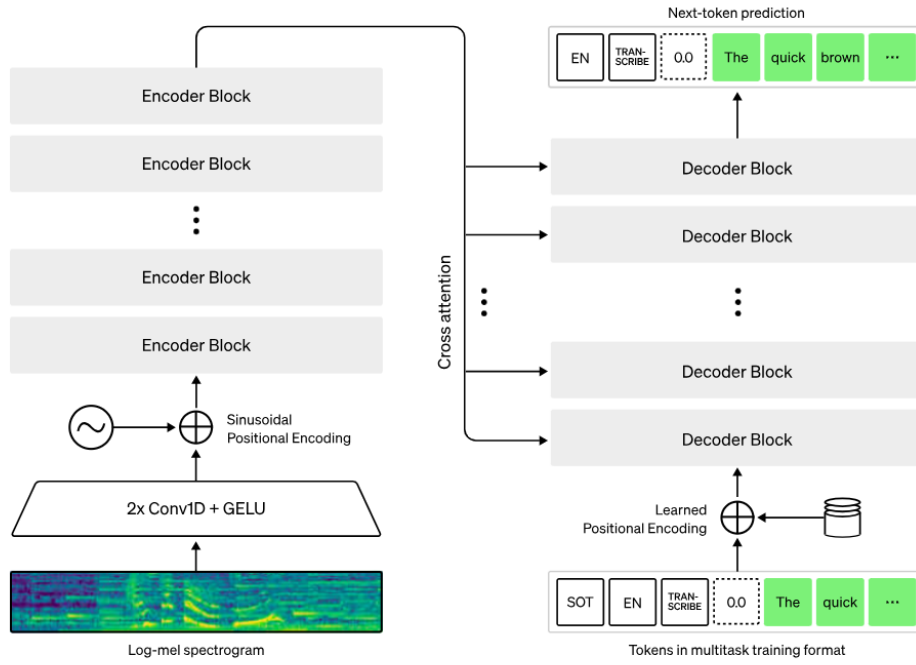 Encoder Block
Encoder Block
Encoder Block
Encoder Block
Sinusoidal
Positional Encoding
2x Conv1D + GELU
Log-mel spectrogram
Cross attention
Next-token prediction
EN
TRAN-
SCRIBE
0.0
The
quick
brown
...
Decoder Block
Decoder Block
Decoder Block
Decoder Block
Learned
Positional Encoding
SOT
EN
TRAN-
SCRIBE
0.0
The
quick
...
Tokens in multitask training format